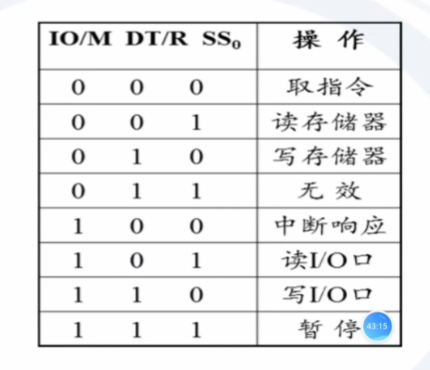 IO/M DT/R SS₀ 操 作
0 0 0 取指令
0 0 1 读存储器
0 1 0 写存储器
0 1 1 无 效
1 0 0 中断响应
1 0 1 读I/O口
1 1 0 写I/O口
1 1 1 暂 停
43:15